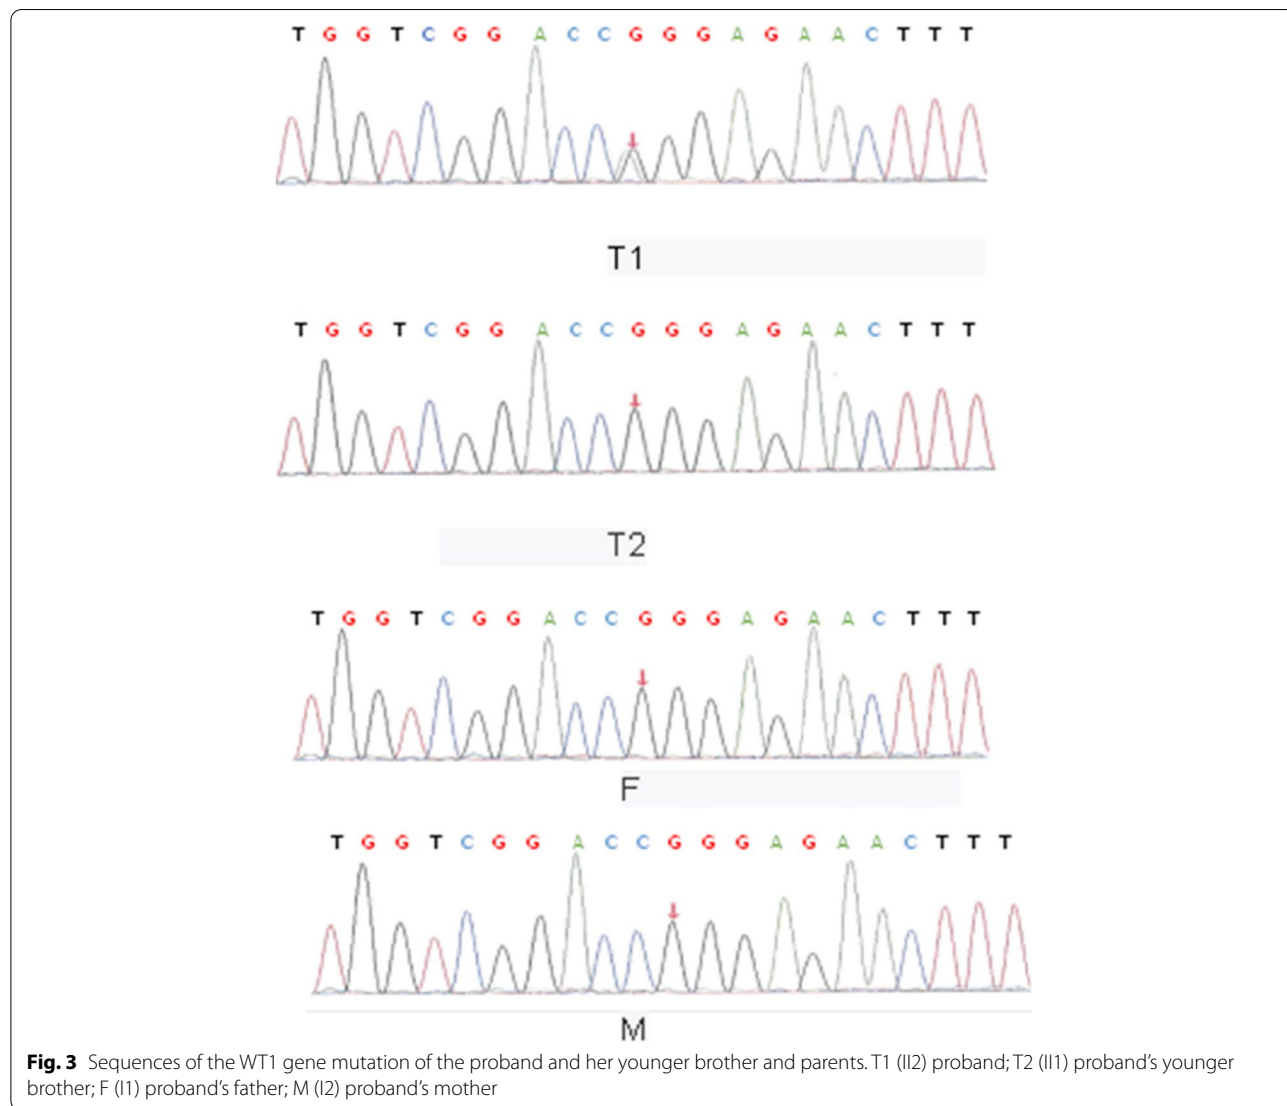 T G G T C G G A C C G G G A G A A C T T T
T1
T G G T C G G A C C G G G A G A A C T T T
T2
T G G T C G G A C C G G G A G A A C T T T
F
T G G T C G G A C C G G G A G A A C T T T
M
Fig. 3 Sequences of the WT1 gene mutation of the proband and her younger brother and parents. T1 (II2) proband; T2 (II1) proband's younger
brother; F (I1) proband's father; M (I2) proband's mother